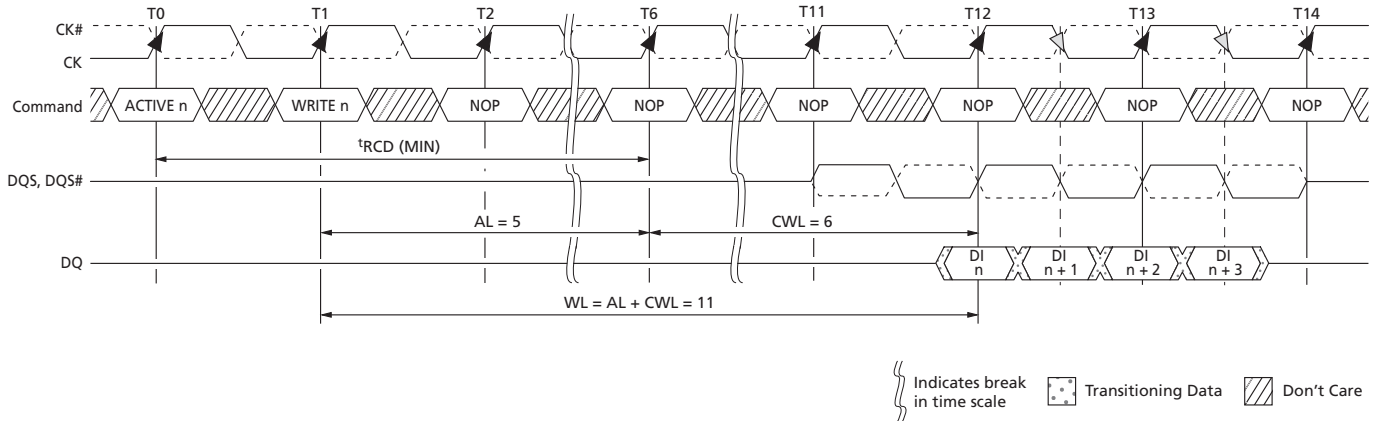 T0 T1 T2 T6 T11 T12 T13 T14
CK#
CK
Command ACTIVE n WRITE n NOP NOP NOP NOP NOP NOP
tRCD (MIN)
DQS, DQS#
AL = 5 CWL = 6
DQ DI n DI n + 1 DI n + 2 DI n + 3
WL = AL + CWL = 11
Indicates break
in time scale
Transitioning Data
Don't Care